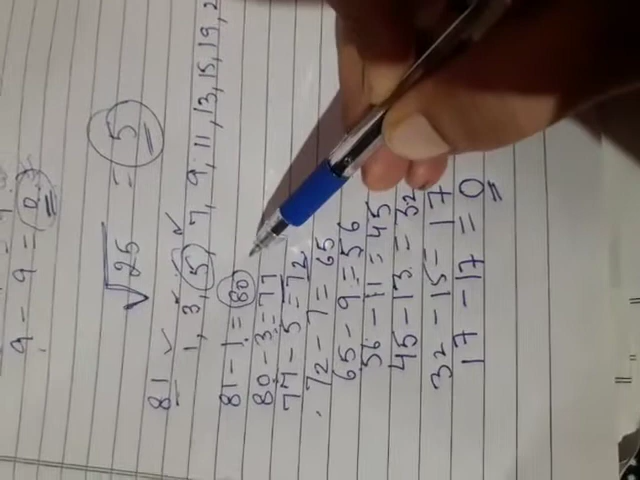 9 - 9 = 0
√25 = 5
81
1, 3, 5, 7, 9, 11, 13, 15, 19, 2
81 - 1 = 80
80 - 3 = 77
77 - 5 = 72
72 - 7 = 65
65 - 9 = 56
56 - 11 = 45
45 - 13 = 32
32 - 15 = 17
17 - 17 = 0